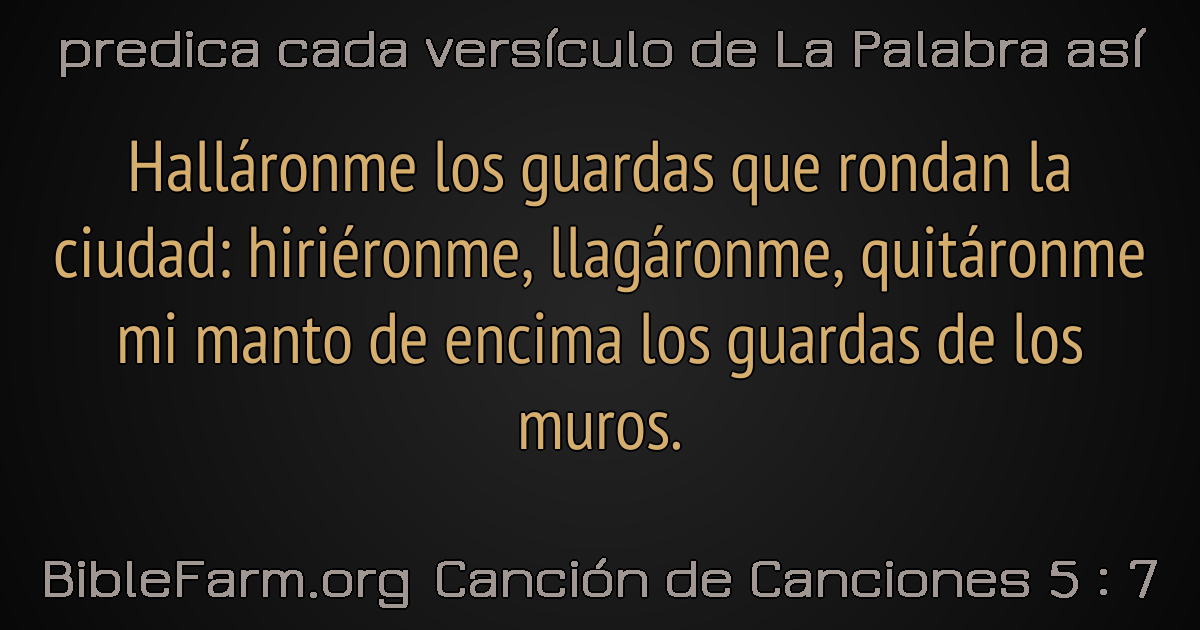 predica cada versículo de La Palabra así
Halláronme los guardas que rondan la
ciudad: hiriéronme, llagáronme, quitáronme
mi manto de encima los guardas de los
muros.
BibleFarm.org Canción de Canciones 5 : 7